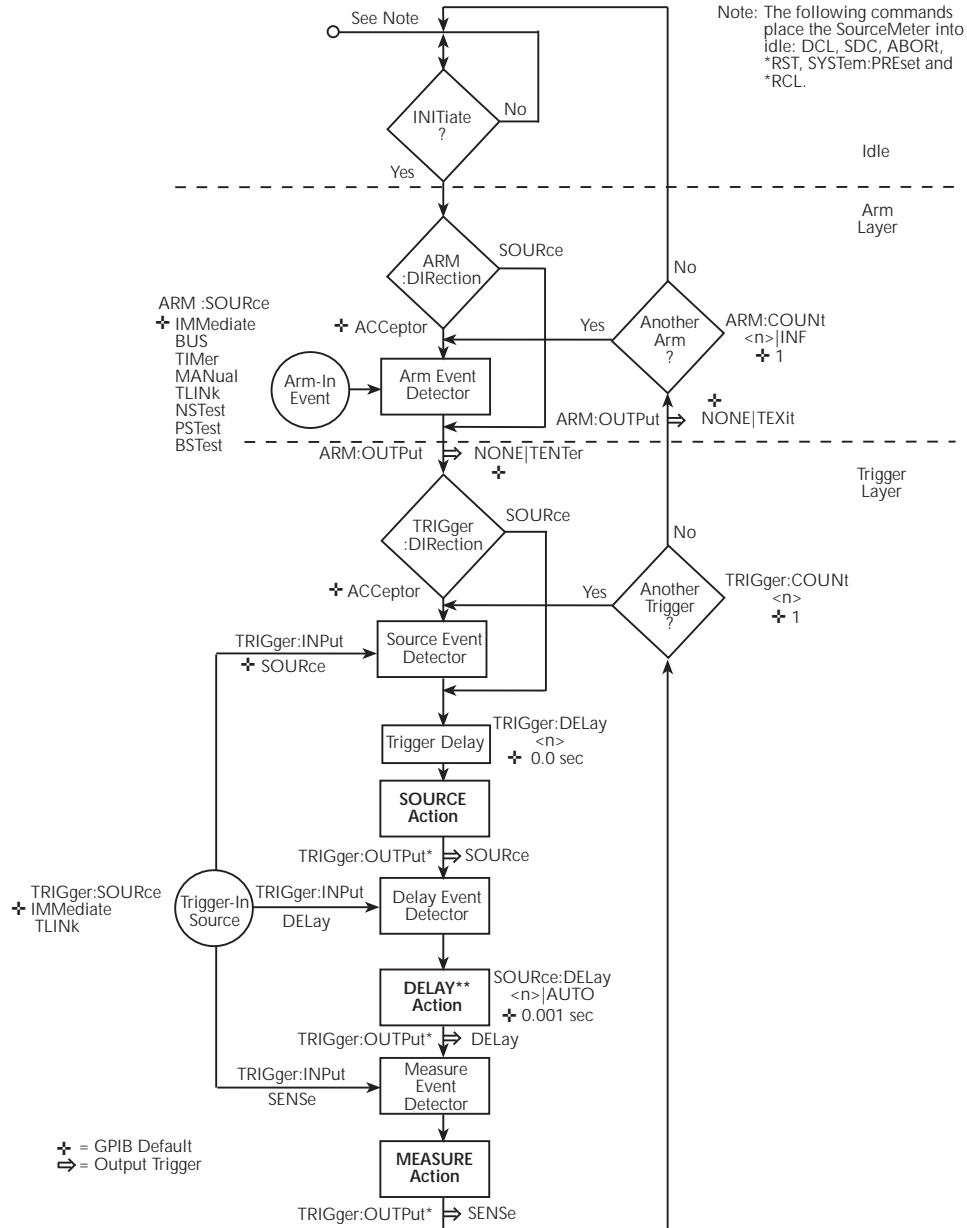 See Note
Note: The following commands
place the SourceMeter into
idle: DCL, SDC, ABORt,
*RST, SYSTem:PREset and
*RCL.
INITiate
?
No
Yes
Idle
Arm
Layer
ARM
:DIRection
SOURce
No
ARM :SOURce
✛ IMMediate
BUS
TIMer
MANual
TLINk
NSTest
PSTest
BSTest
✛ ACCeptor
Yes
Another
Arm
?
ARM:COUNt
<n>|INF
✛ 1
Arm-In
Event
Arm Event
Detector
✛
ARM:OUTPut ⇒ NONE|TEXit
ARM:OUTPut ⇒ NONE|TENTer
✛
Trigger
Layer
TRIGger
:DIRection
SOURce
No
✛ ACCeptor
Yes
Another
Trigger
?
TRIGger:COUNt
<n>
✛ 1
TRIGger:INPut
✛ SOURce
Source Event
Detector
Trigger Delay
TRIGger:DELay
<n>
✛ 0.0 sec
SOURCE
Action
TRIGger:OUTPut* ⇒ SOURce
TRIGger:SOURce
✛ IMMediate
TLINk
Trigger-In
Source
TRIGger:INPut
DELay
Delay Event
Detector
DELAY**
Action
SOURce:DELay
<n>|AUTO
✛ 0.001 sec
TRIGger:OUTPut* ⇒ DELay
TRIGger:INPut
SENSe
Measure
Event
Detector
✛ = GPIB Default
⇒ = Output Trigger
MEASURE
Action
TRIGger:OUTPut* ⇒ SENSe